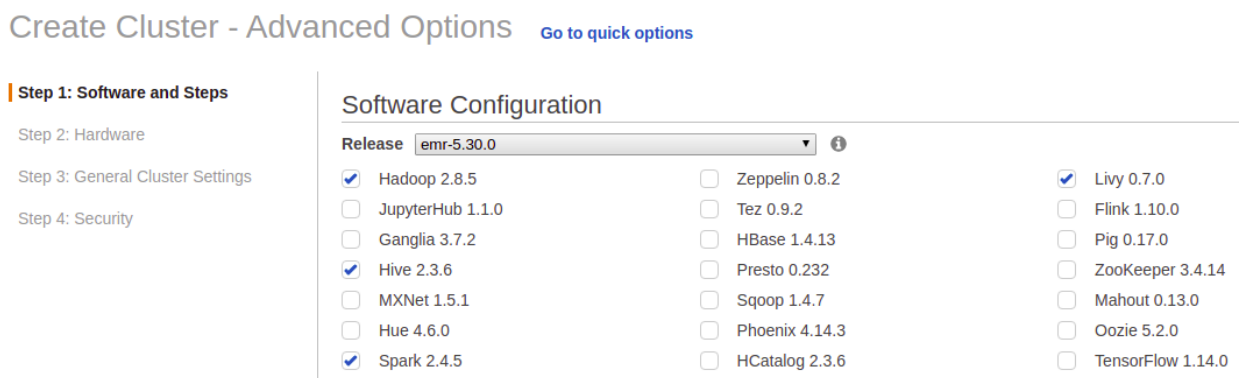 Create Cluster - Advanced Options Go to quick options
Step 1: Software and Steps
Step 2: Hardware
Step 3: General Cluster Settings
Step 4: Security
Software Configuration
Release emr-5.30.0
Hadoop 2.8.5 Zeppelin 0.8.2 Livy 0.7.0
JupyterHub 1.1.0 Tez 0.9.2 Flink 1.10.0
Ganglia 3.7.2 HBase 1.4.13 Pig 0.17.0
Hive 2.3.6 Presto 0.232 ZooKeeper 3.4.14
MXNet 1.5.1 Sqoop 1.4.7 Mahout 0.13.0
Hue 4.6.0 Phoenix 4.14.3 Oozie 5.2.0
Spark 2.4.5 HCatalog 2.3.6 TensorFlow 1.14.0